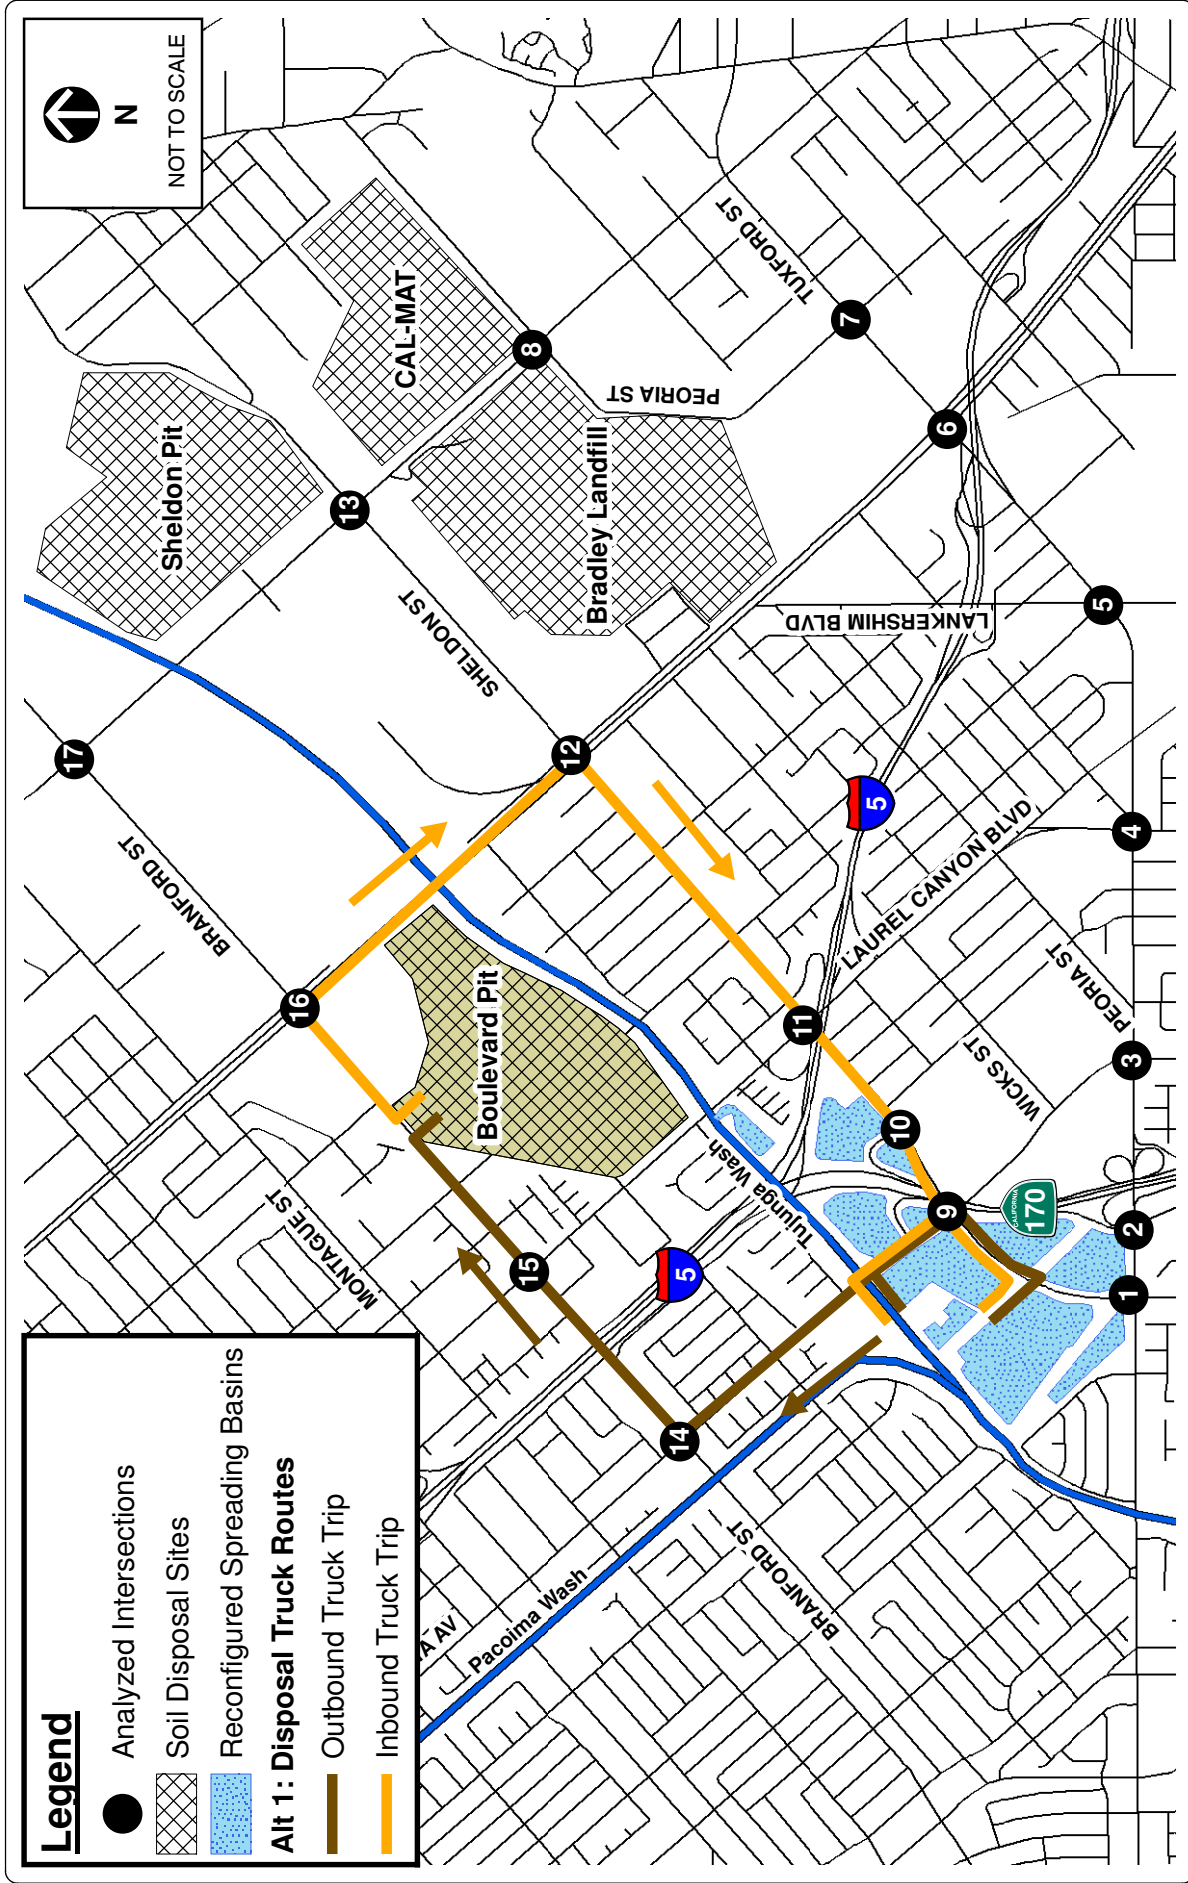 N
NOT TO SCALE
Legend
Analyzed Intersections
Soil Disposal Sites
Reconfigured Spreading Basins
Alt 1: Disposal Truck Routes
Outbound Truck Trip
Inbound Truck Trip
Sheldon Pit
CAL-MAT
Bradley Landfill
Boulevard Pit
BRANFORD ST
SHELDON ST
TUXFORD ST
PEORIA ST
LANKERSHIM BLVD
LAUREL CANYON BLVD
MONTAGUE ST
Tujunga Wash
WICKS ST
PEORIA ST
BRANFORD ST
Pacoima Wash
A AV
5
5
CALIFORNIA
170
1
2
3
4
5
6
7
8
9
10
11
12
13
14
15
16
17